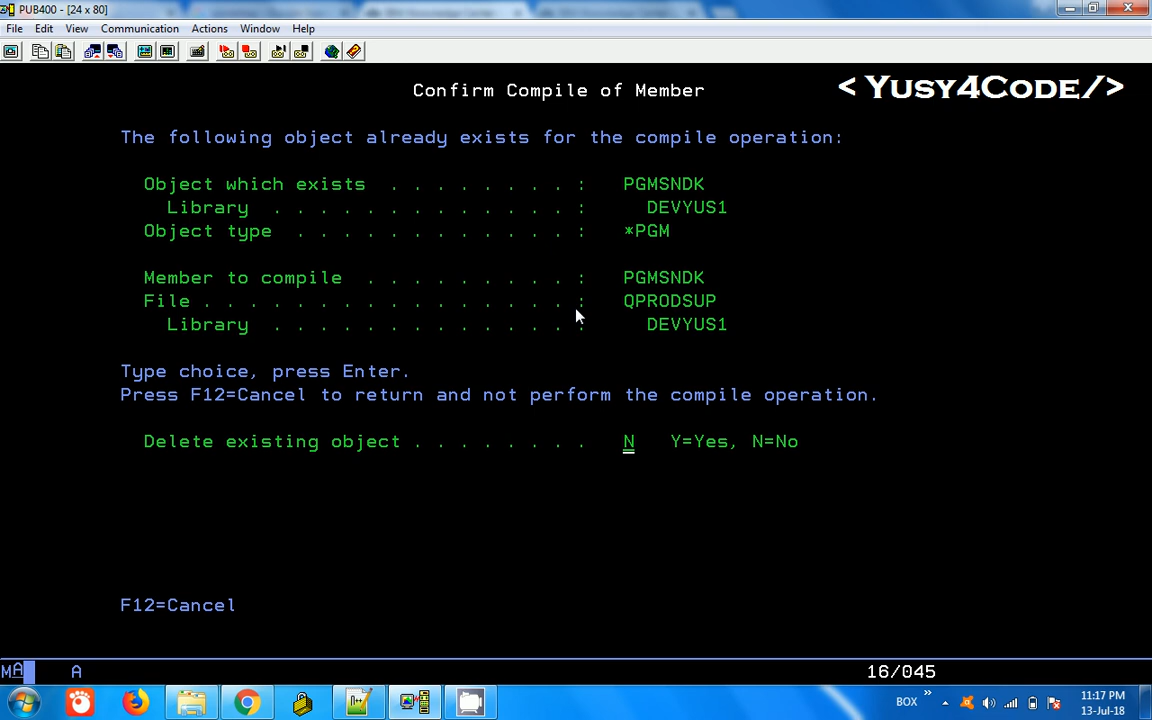 PUB400 - [24 x 80]
File Edit View Communication Actions Window Help
Confirm Compile of Member
< Yusy4Code/>
The following object already exists for the compile operation:
Object which exists . . . . . . . . : PGMSNDK
Library . . . . . . . . . . . . . : DEVYUS1
Object type . . . . . . . . . . . . : *PGM
Member to compile . . . . . . . . . : PGMSNDK
File . . . . . . . . . . . . . . . . : QPRODSUP
Library . . . . . . . . . . . . . : DEVYUS1
Type choice, press Enter.
Press F12=Cancel to return and not perform the compile operation.
Delete existing object . . . . . . . . N Y=Yes, N=No
F12=Cancel
MA A 16/045
BOX 11:17 PM
13-Jul-18